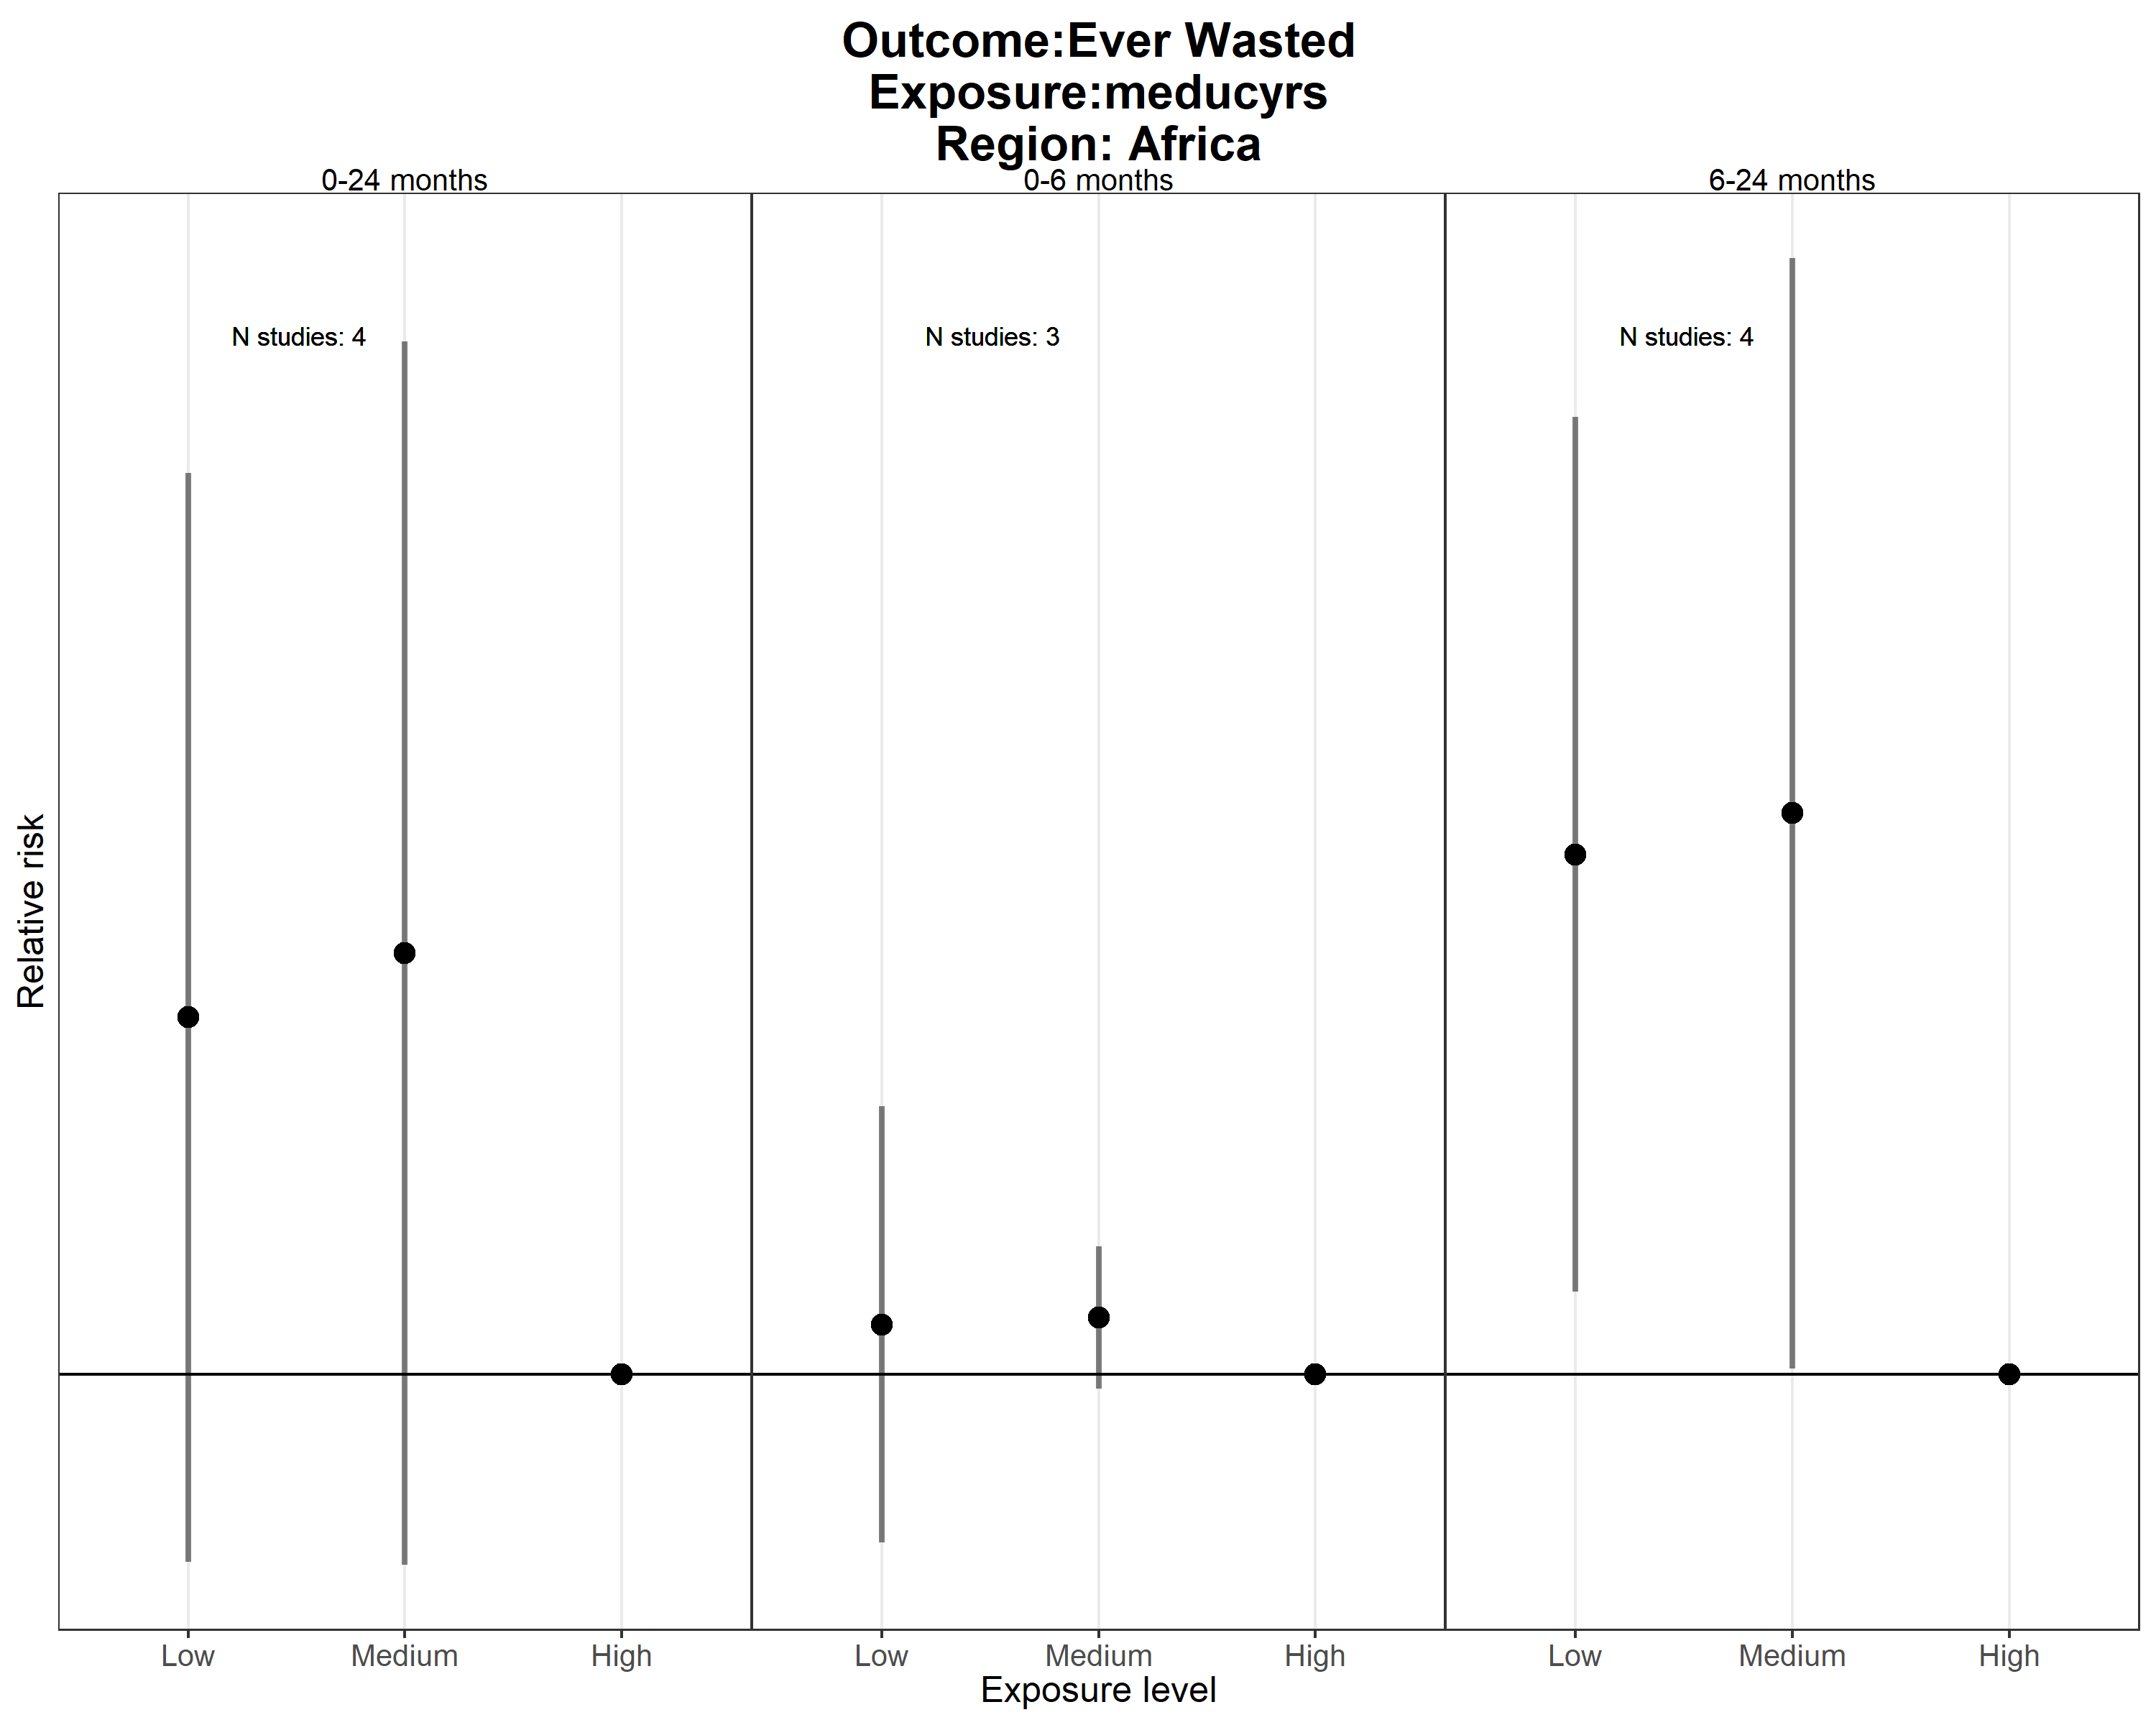 Outcome:Ever Wasted
Exposure:meducyrs
Region: Africa
0-24 months
0-6 months
6-24 months
N studies: 4
N studies: 3
N studies: 4
Relative risk
Low
Medium
High
Low
Medium
High
Low
Medium
High
Exposure level